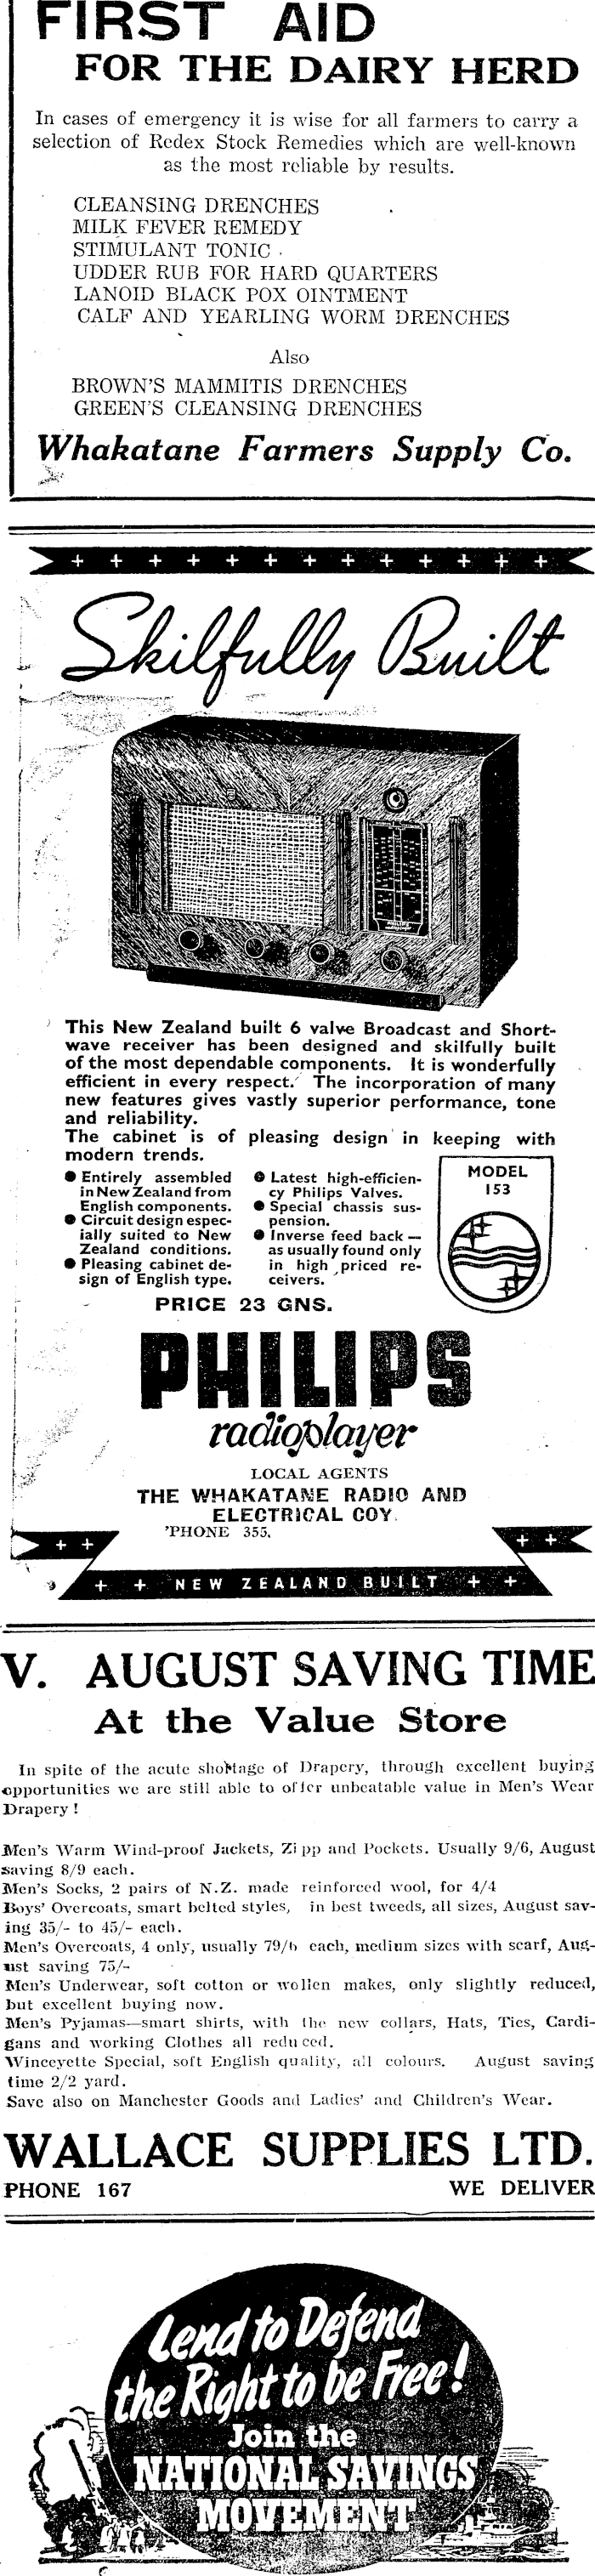 FIRST AID
FOR THE DAIRY HERD
In cases of emergency it is wise for all farmers to carry a
selection of Redex Stock Remedies which are well-known
as the most reliable by results.
CLEANSING DRENCHES
MILK FEVER REMEDY
STIMULANT TONIC
UDDER RUB FOR HARD QUARTERS
LANOID BLACK POX OINTMENT
CALF AND YEARLING WORM DRENCHES
Also
BROWN'S MAMMITIS DRENCHES
GREEN'S CLEANSING DRENCHES
Whakatane Farmers Supply Co.
Skilfully Built
This New Zealand built 6 valve Broadcast and Short-
wave receiver has been designed and skilfully built
of the most dependable components. It is wonderfully
efficient in every respect. The incorporation of many
new features gives vastly superior performance, tone
and reliability.
The cabinet is of pleasing design in keeping with
modern trends.
● Entirely assembled
in New Zealand from
English components.
● Circuit design espec-
ially suited to New
Zealand conditions.
● Pleasing cabinet de-
sign of English type.
● Latest high-efficien-
cy Philips Valves.
● Special chassis sus-
pension.
● Inverse feed back —
as usually found only
in high priced re-
ceivers.
MODEL
153
PRICE 23 GNS.
PHILIPS
radioplayer
LOCAL AGENTS
THE WHAKATANE RADIO AND
ELECTRICAL COY.
'PHONE 355.
NEW ZEALAND BUILT
V. AUGUST SAVING TIME
At the Value Store
In spite of the acute shortage of Drapery, through excellent buying
opportunities we are still able to offer unbeatable value in Men's Wear
Drapery!
Men's Warm Wind-proof Jackets, Zipp and Pockets. Usually 9/6, August
saving 8/9 each.
Men's Socks, 2 pairs of N.Z. made reinforced wool, for 4/4
Boys' Overcoats, smart belted styles, in best tweeds, all sizes, August sav-
ing 35/- to 45/- each.
Men's Overcoats, 4 only, usually 79/6 each, medium sizes with scarf, Aug-
ust saving 75/-
Men's Underwear, soft cotton or wollen makes, only slightly reduced,
but excellent buying now.
Men's Pyjamas—smart shirts, with the new collars, Hats, Ties, Cardi-
gans and working Clothes all reduced.
Winceyette Special, soft English quality, all colours. August saving
time 2/2 yard.
Save also on Manchester Goods and Ladies' and Children's Wear.
WALLACE SUPPLIES LTD.
PHONE 167 WE DELIVER
Lend to Defend
the Right to be Free!
Join the
NATIONAL SAVINGS
MOVEMENT